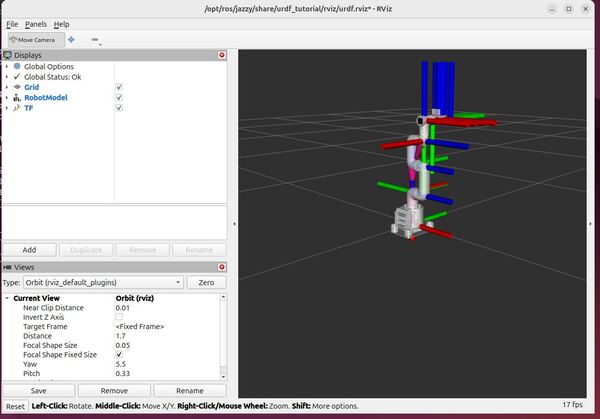 /opt/ros/jazzy/share/urdf_tutorial/rviz/urdf.rviz* - RViz
File Panels Help
Move Camera
Displays
Global Options
Global Status: Ok
Grid
RobotModel
TF
Add Duplicate Remove Rename
Views
Type: Orbit (rviz_default_plugins) Zero
Current View Orbit (rviz)
Near Clip Distance 0.01
Invert Z Axis
Target Frame <Fixed Frame>
Distance 1.7
Focal Shape Size 0.05
Focal Shape Fixed Size
Yaw 5.5
Pitch 0.33
Save Remove Rename
Reset Left-Click: Rotate. Middle-Click: Move X/Y. Right-Click/Mouse Wheel: Zoom. Shift: More options. 17 fps